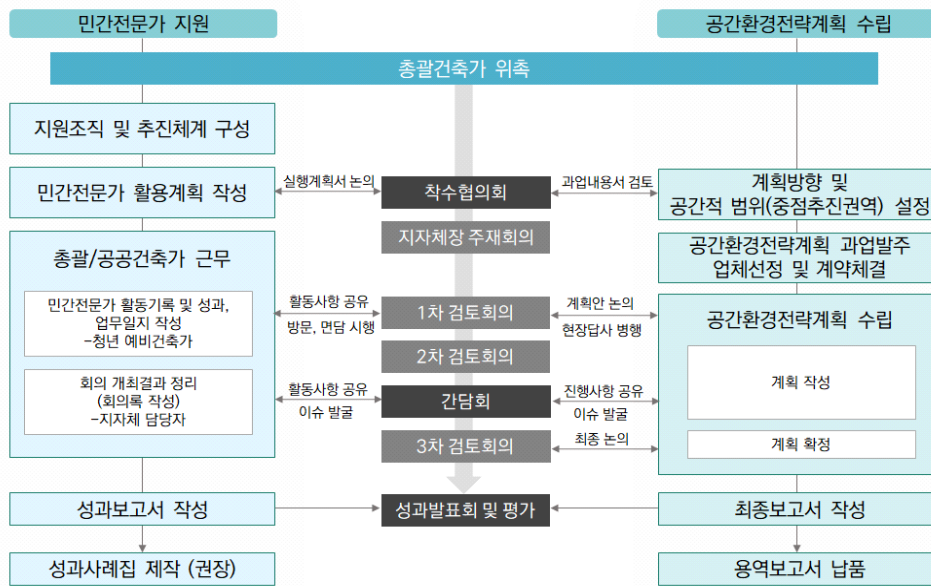 민간전문가 지원
공간환경전략계획 수립
총괄건축가 위촉
지원조직 및 추진체계 구성
민간전문가 활용계획 작성
실행계획서 논의
착수협의회
과업내용서 검토
계획방향 및
공간적 범위(중점추진권역) 설정
지자체장 주재회의
총괄/공공건축가 근무
공간환경전략계획 과업발주
업체선정 및 계약체결
민간전문가 활동기록 및 성과,
업무일지 작성
-청년 예비건축가
활동사항 공유
방문, 면담 시행
1차 검토회의
계획안 논의
현장답사 병행
공간환경전략계획 수립
2차 검토회의
계획 작성
회의 개최결과 정리
(회의록 작성)
-지자체 담당자
활동사항 공유
이슈 발굴
간담회
진행사항 공유
이슈 발굴
3차 검토회의
최종 논의
계획 확정
성과보고서 작성
성과발표회 및 평가
최종보고서 작성
성과사례집 제작 (권장)
용역보고서 납품